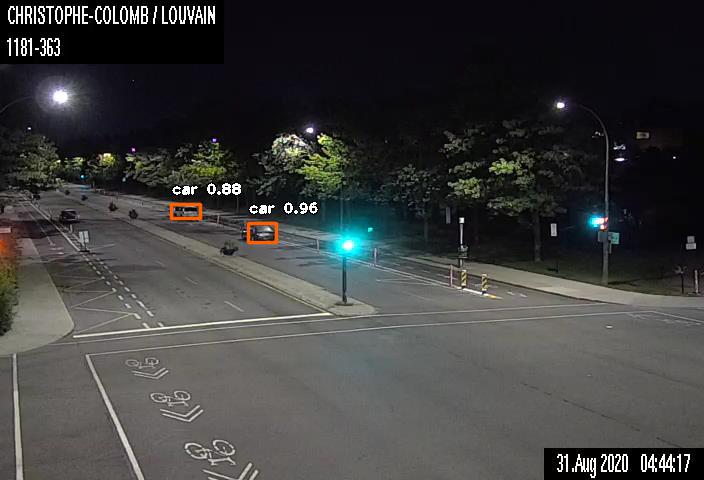 CHRISTOPHE-COLOMB / LOUVAIN
1181-363
car 0.88
car 0.96
31.Aug 2020 04:44:17